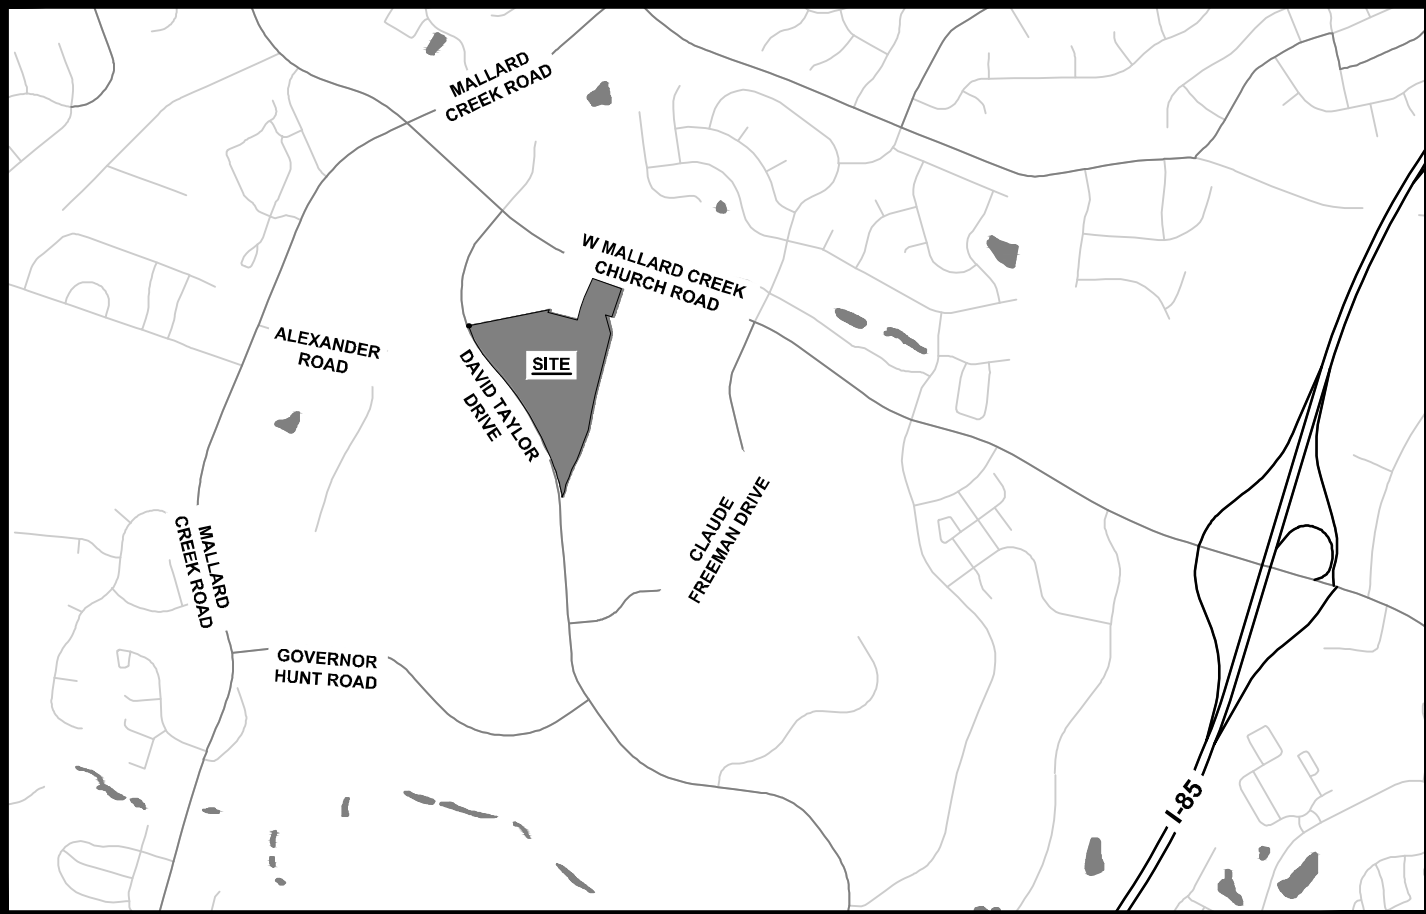 MALLARD
CREEK ROAD
W MALLARD CREEK
CHURCH ROAD
ALEXANDER
ROAD
SITE
DAVID TAYLOR
DRIVE
CLAUDE
FREEMAN DRIVE
MALLARD
CREEK ROAD
GOVERNOR
HUNT ROAD
I-85